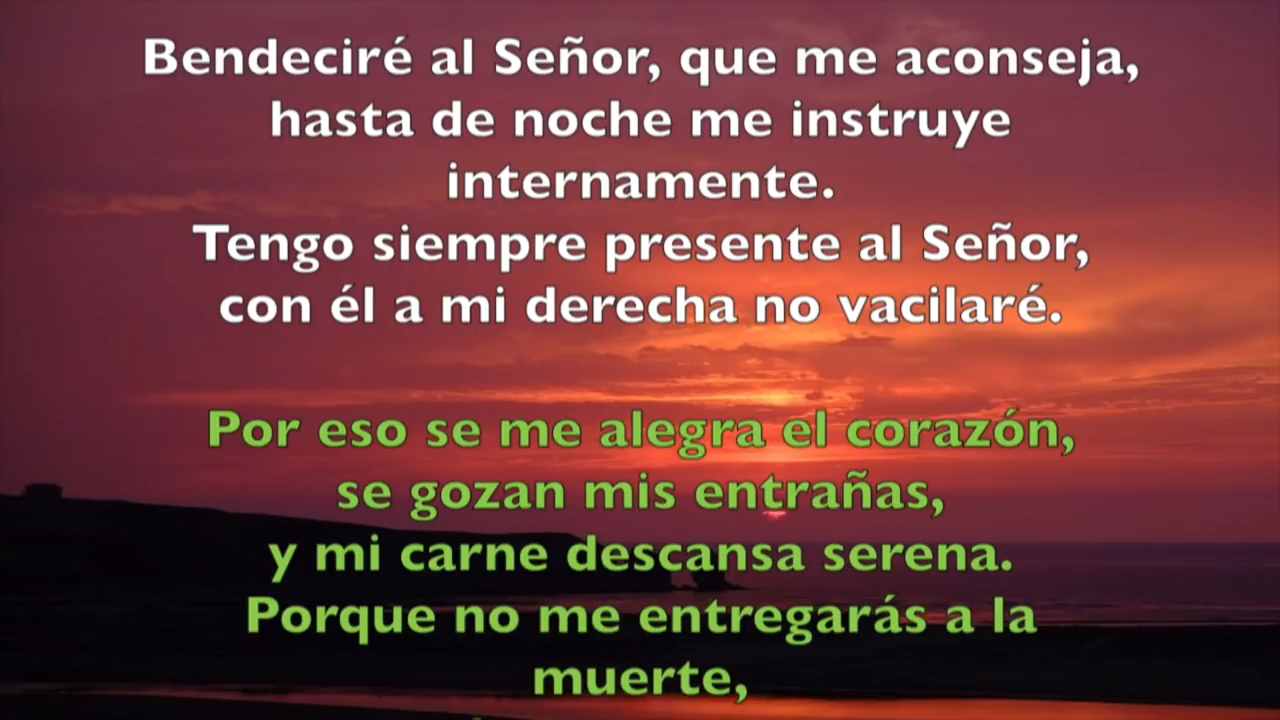 Bendeciré al Señor, que me aconseja,
hasta de noche me instruye
internamente.
Tengo siempre presente al Señor,
con él a mi derecha no vacilaré.
Por eso se me alegra el corazón,
se gozan mis entrañas,
y mi carne descansa serena.
Porque no me entregarás a la
muerte,